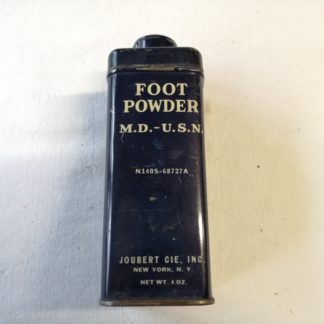 FOOT
POWDER
M.D.-U.S.N.
N140S-68727A
JOUBERT CIE, INC
NEW YORK, N. Y.
NET WT. 4 OZ.